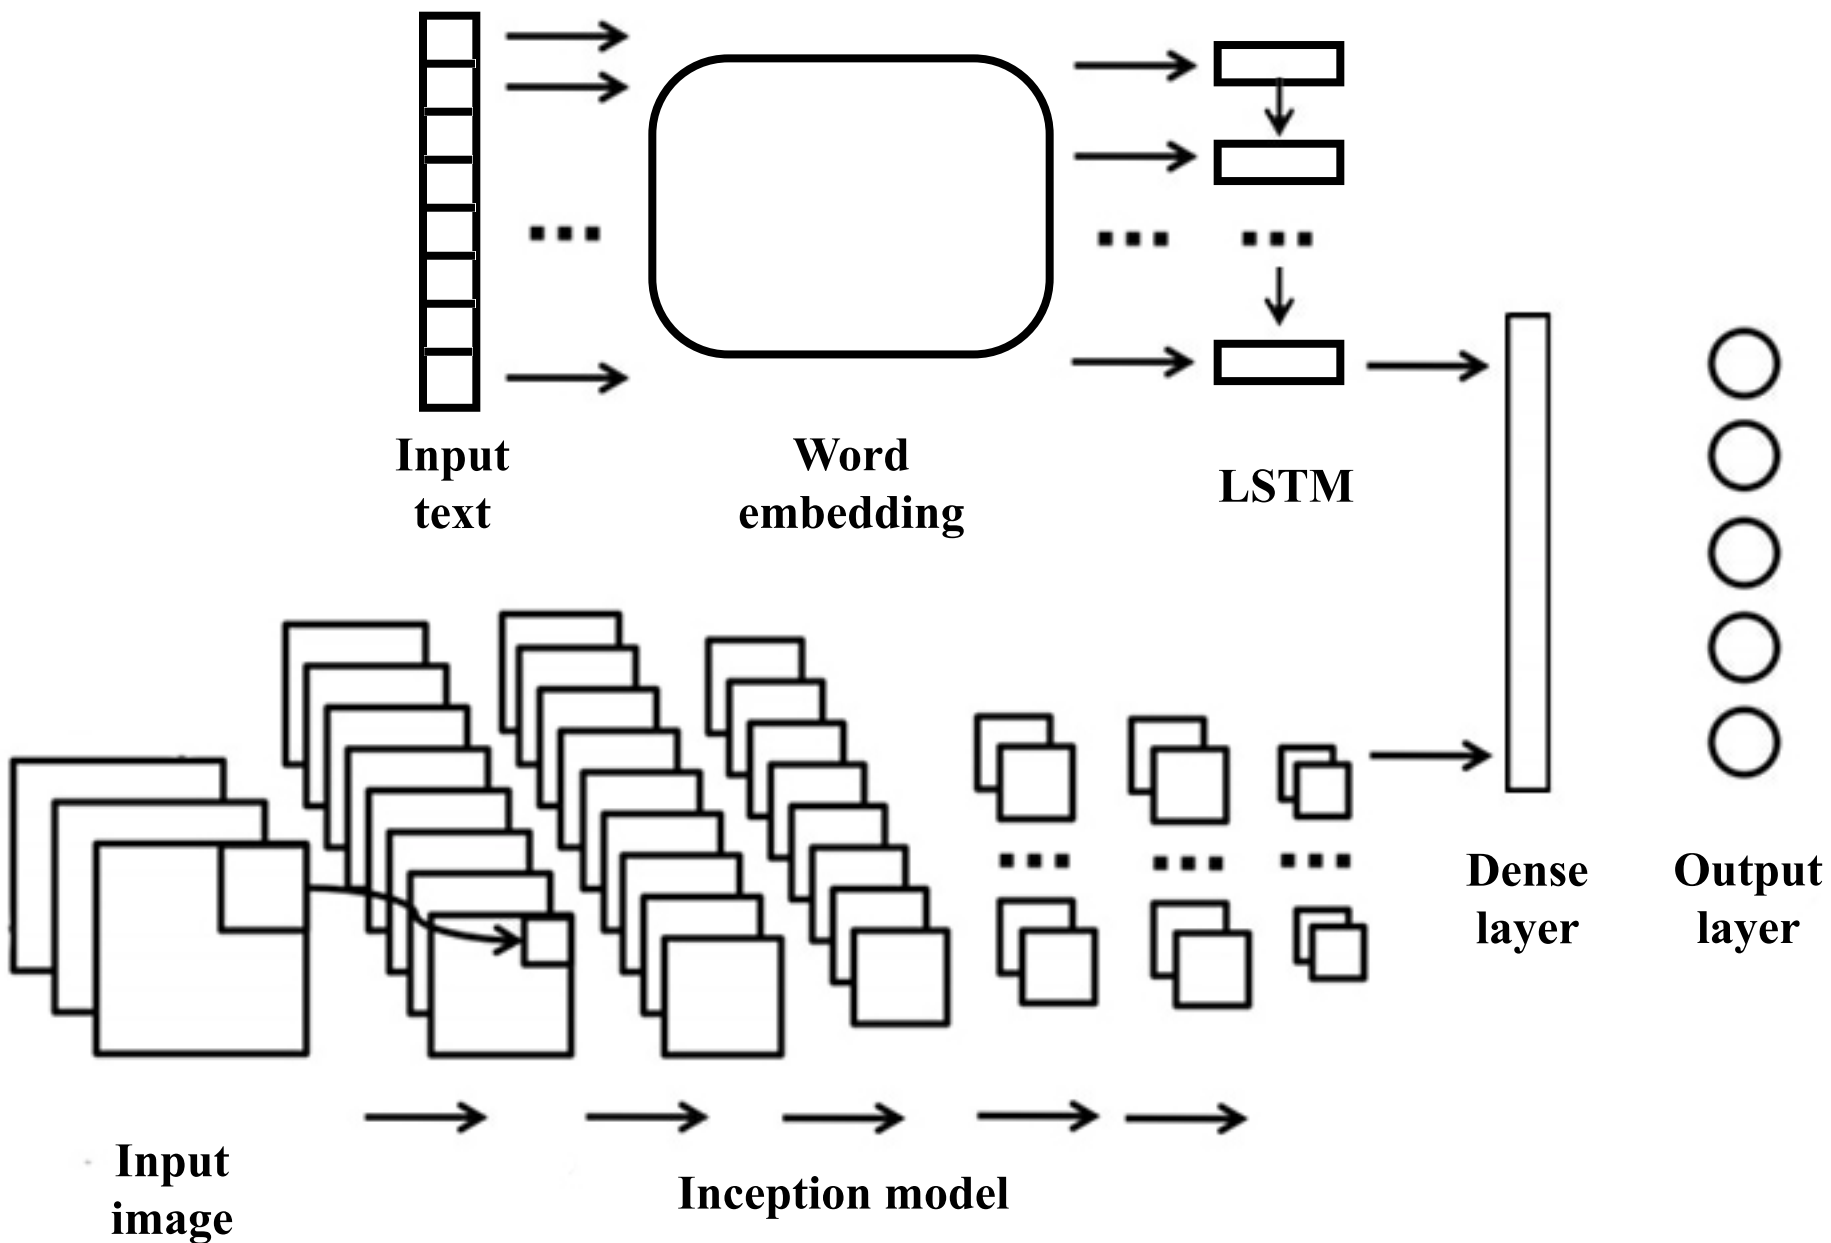 Input
text
Word
embedding
LSTM
Dense
layer
Output
layer
Input
image
Inception model